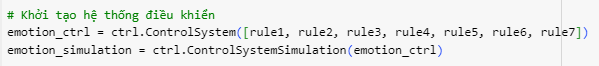 # Khởi tạo hệ thống điều khiển
emotion_ctrl = ctrl.ControlSystem([rule1, rule2, rule3, rule4, rule5, rule6, rule7])
emotion_simulation = ctrl.ControlSystemSimulation(emotion_ctrl)